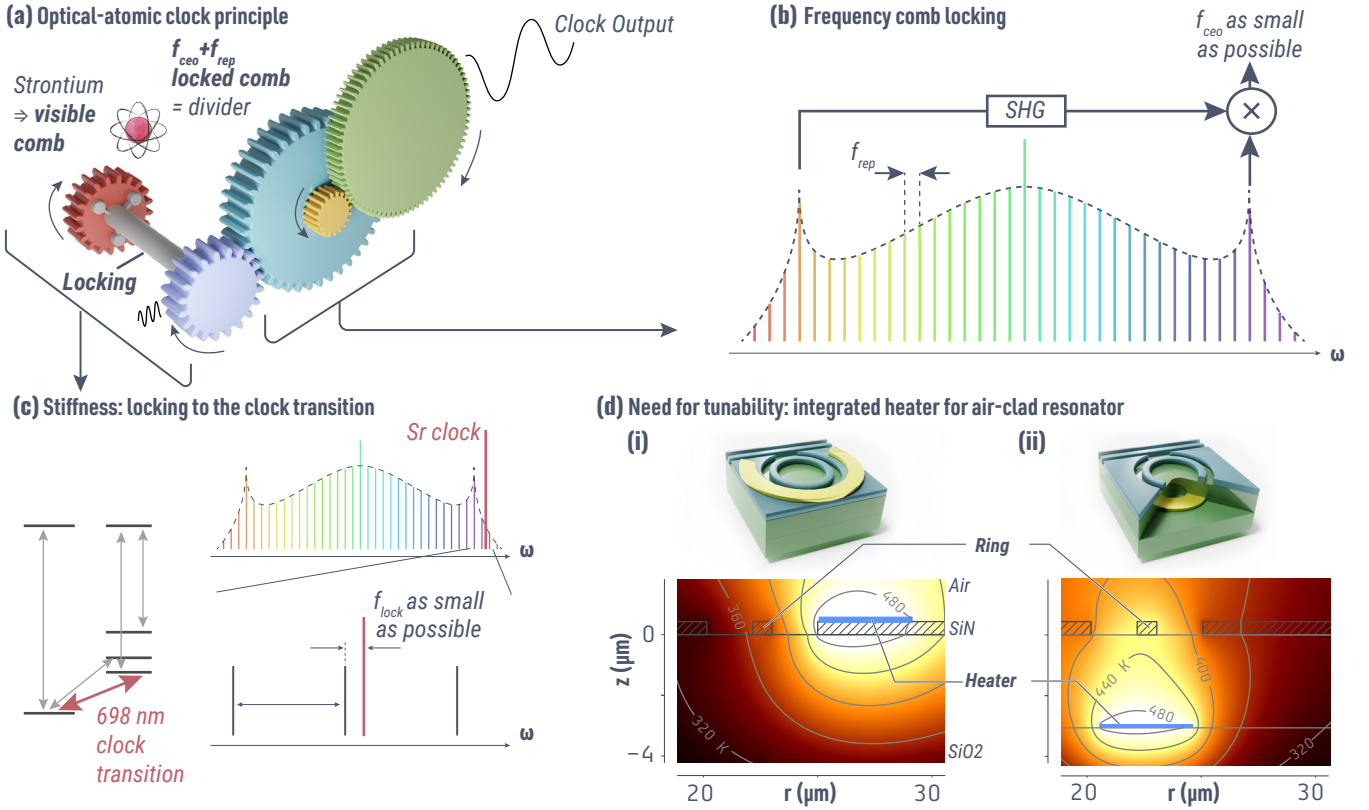 (a) Optical-atomic clock principle
Strontium
⇒ visible
comb
f_ceo+f_rep
locked comb
= divider
Clock Output
Locking
(b) Frequency comb locking
f_ceo as small
as possible
SHG
×
f_rep
ω
(c) Stiffness: locking to the clock transition
Sr clock
ω
f_lock as small
as possible
ω
698 nm
clock
transition
(d) Need for tunability: integrated heater for air-clad resonator
(i)
(ii)
Ring
Air
SiN
Heater
SiO2
360
480
320 K
440 K
400
480
320
z (μm)
0
−4
20
r (μm)
30
20
r (μm)
30